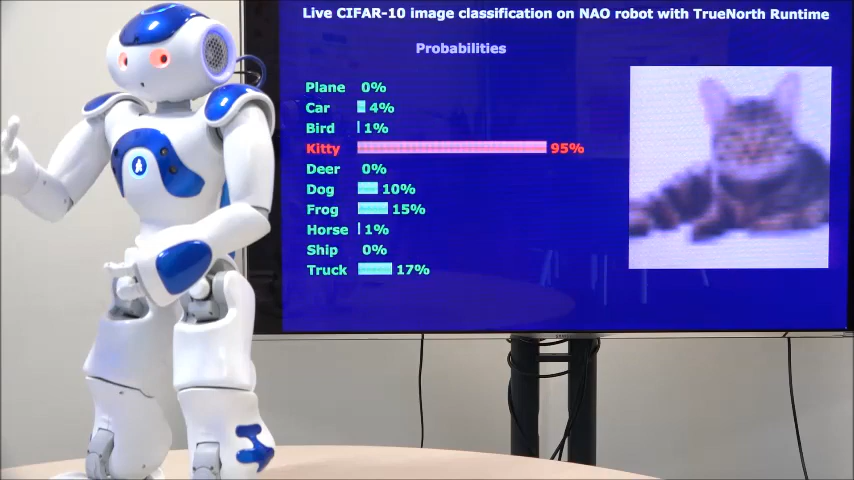 Live CIFAR-10 image classification on NAO robot with TrueNorth Runtime
Probabilities
Plane 0%
Car 4%
Bird 1%
Kitty 95%
Deer 0%
Dog 10%
Frog 15%
Horse 1%
Ship 0%
Truck 17%